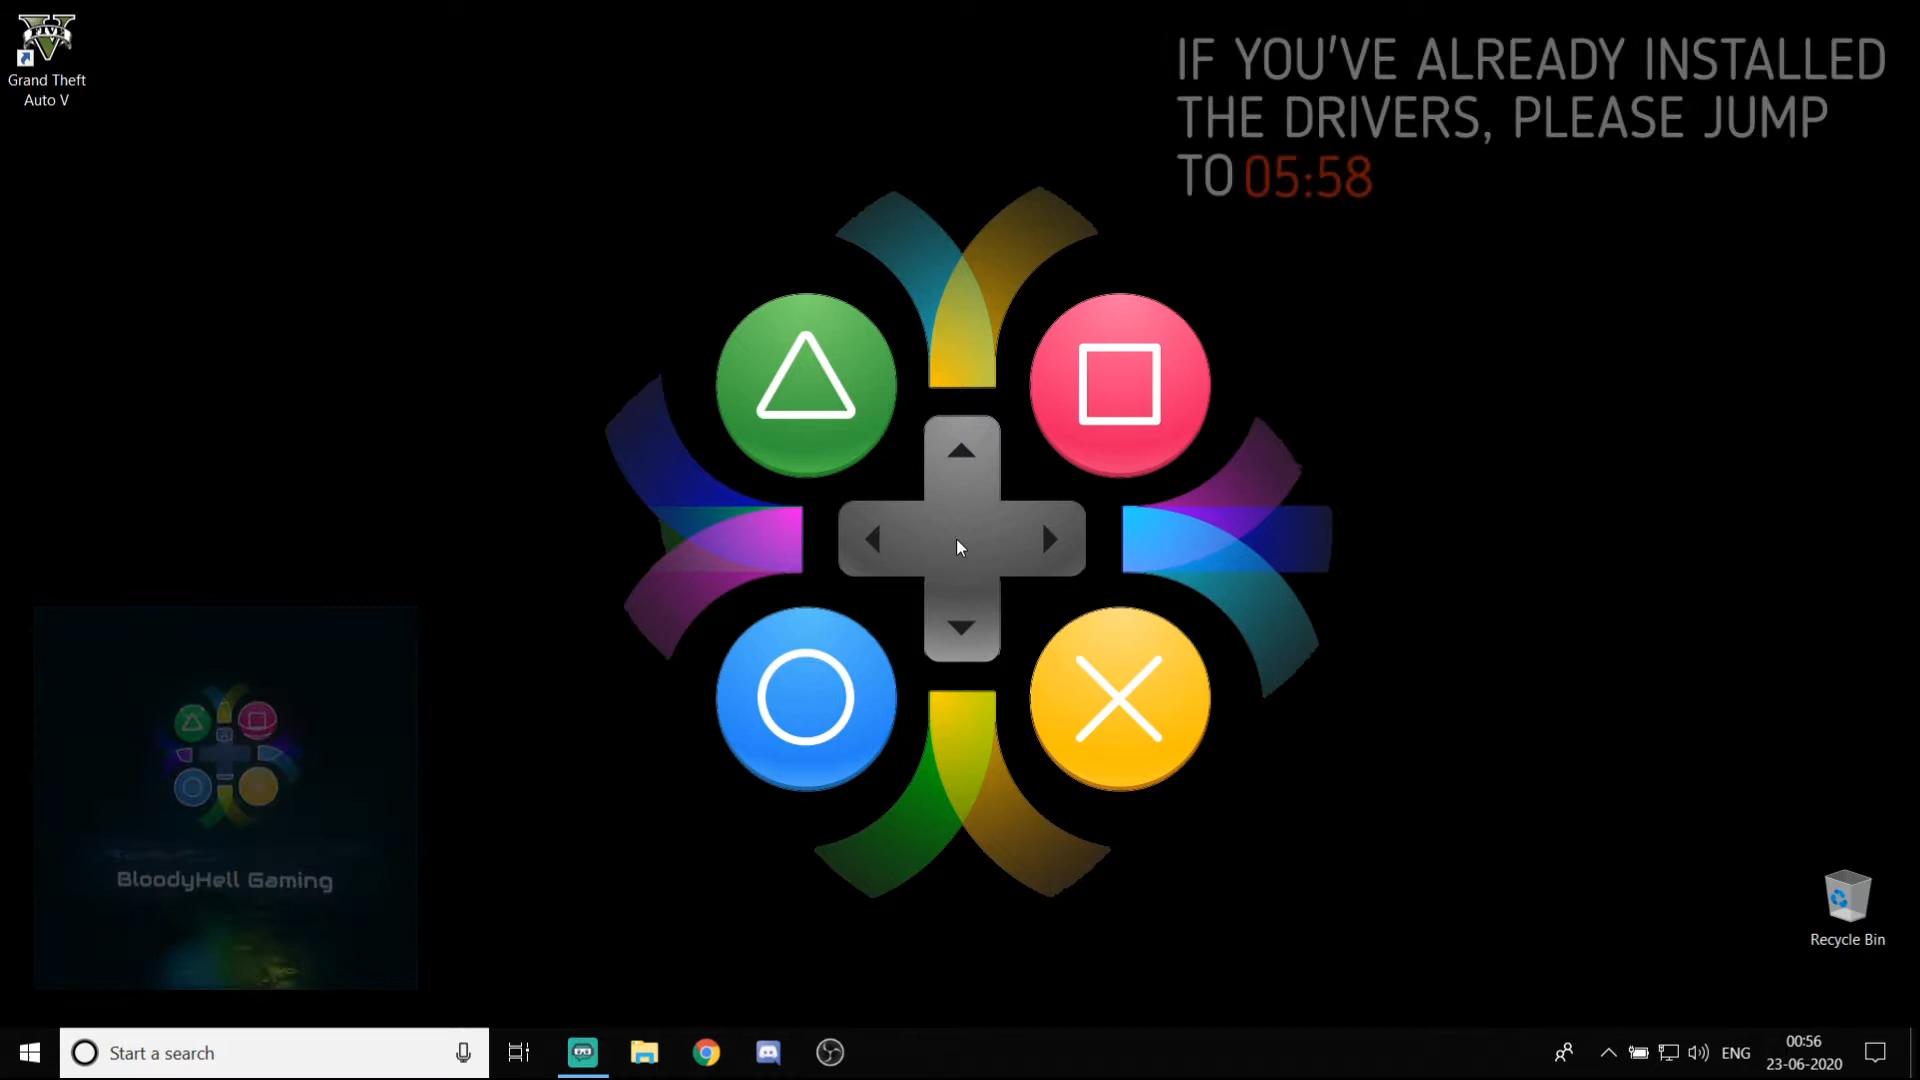 FIVE
Grand Theft
Auto V
IF YOU'VE ALREADY INSTALLED
THE DRIVERS, PLEASE JUMP
TO 05:58
BloodyHell Gaming
Recycle Bin
Start a search
ENG
00:56
23-06-2020